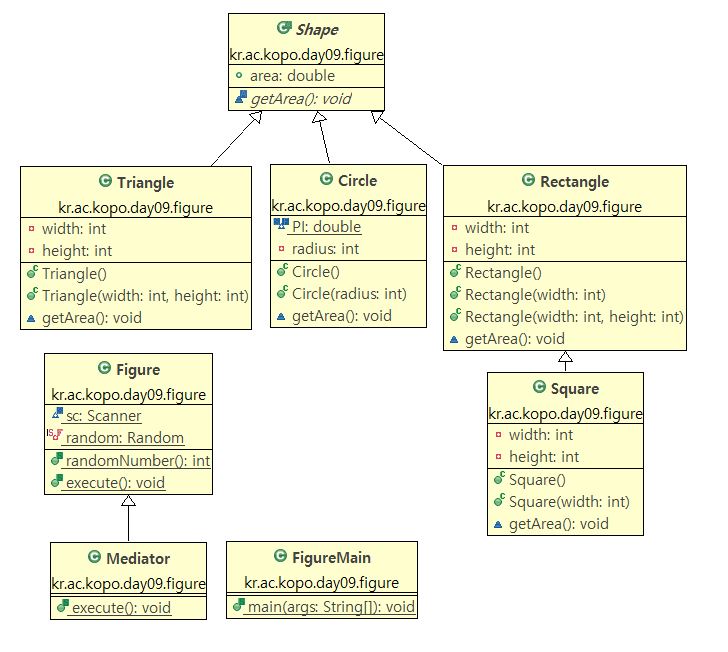 Shape
kr.ac.kopo.day09.figure
area: double
getArea(): void
Triangle
kr.ac.kopo.day09.figure
width: int
height: int
Triangle()
Triangle(width: int, height: int)
getArea(): void
Circle
kr.ac.kopo.day09.figure
PI: double
radius: int
Circle()
Circle(radius: int)
getArea(): void
Rectangle
kr.ac.kopo.day09.figure
width: int
height: int
Rectangle()
Rectangle(width: int)
Rectangle(width: int, height: int)
getArea(): void
Figure
kr.ac.kopo.day09.figure
sc: Scanner
random: Random
randomNumber(): int
execute(): void
Square
kr.ac.kopo.day09.figure
width: int
height: int
Square()
Square(width: int)
getArea(): void
Mediator
kr.ac.kopo.day09.figure
execute(): void
FigureMain
kr.ac.kopo.day09.figure
main(args: String[]): void